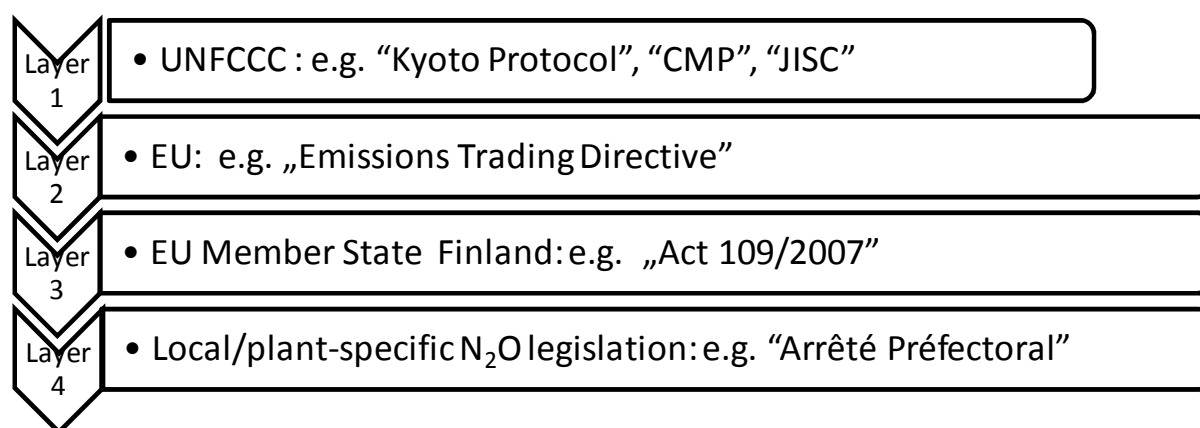 Layer 1
• UNFCCC : e.g. “Kyoto Protocol”, “CMP”, “JISC”
Layer 2
• EU: e.g. „Emissions Trading Directive”
Layer 3
• EU Member State Finland: e.g. „Act 109/2007”
Layer 4
• Local/plant-specific N₂O legislation: e.g. “Arrêté Préfectoral”